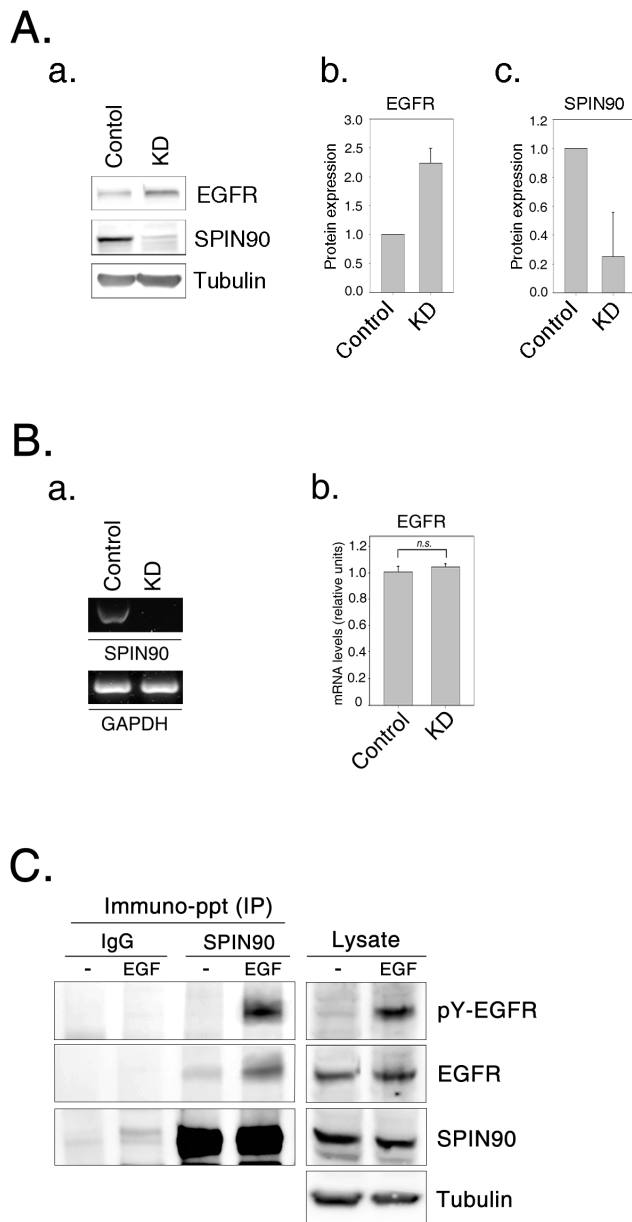 A.
a.
Contol
KD
EGFR
SPIN90
Tubulin
b.
EGFR
Protein expression
3.0
2.5
2.0
1.5
1.0
0.5
0.0
Control
KD
c.
SPIN90
Protein expression
1.2
1.0
0.8
0.6
0.4
0.2
0.0
Control
KD
B.
a.
Control
KD
SPIN90
GAPDH
b.
EGFR
n.s.
mRNA levels (relative units)
1.2
1.0
0.8
0.6
0.4
0.2
0
Control
KD
C.
Immuno-ppt (IP)
IgG
SPIN90
Lysate
- EGF - EGF
- EGF
pY-EGFR
EGFR
SPIN90
Tubulin